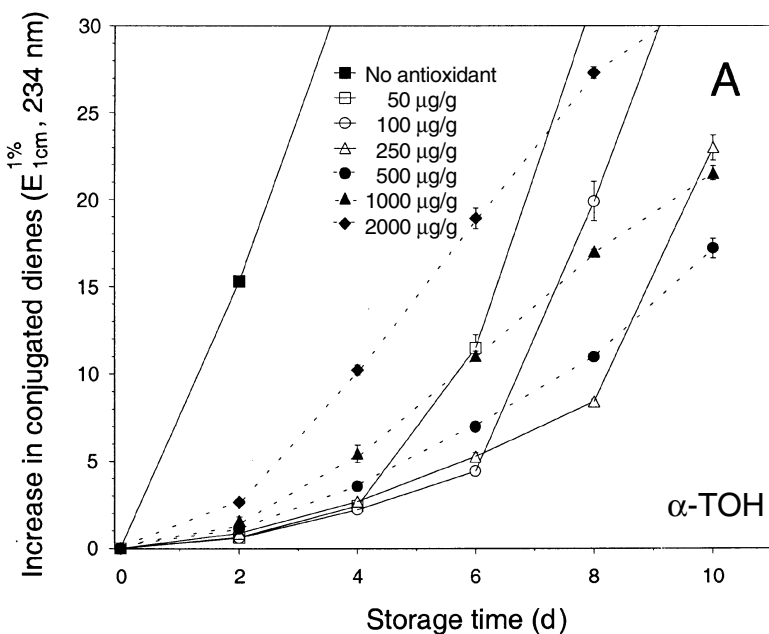 Increase in conjugated dienes (E 1% 1cm, 234 nm)
30
25
20
15
10
5
0
No antioxidant
50 μg/g
100 μg/g
250 μg/g
500 μg/g
1000 μg/g
2000 μg/g
A
α-TOH
0 2 4 6 8 10
Storage time (d)